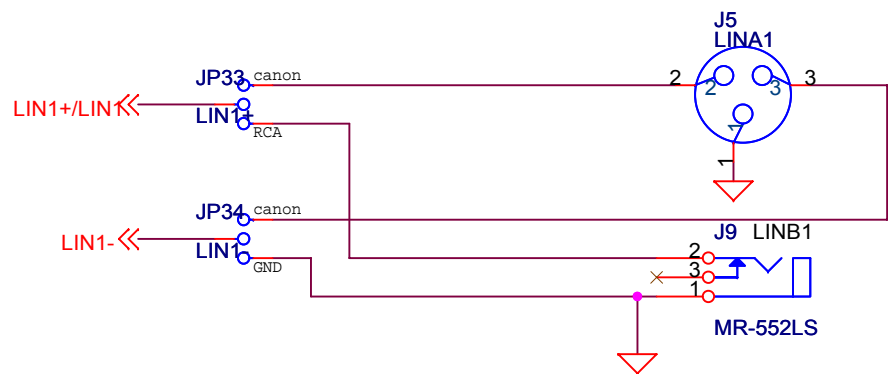 J5
LINA1
JP33
canon
2
2
3
3
LIN1+/LIN1
LIN1+
RCA
1
1
JP34
canon
J9
LINB1
LIN1-
LIN1-
GND
2
3
1
MR-552LS